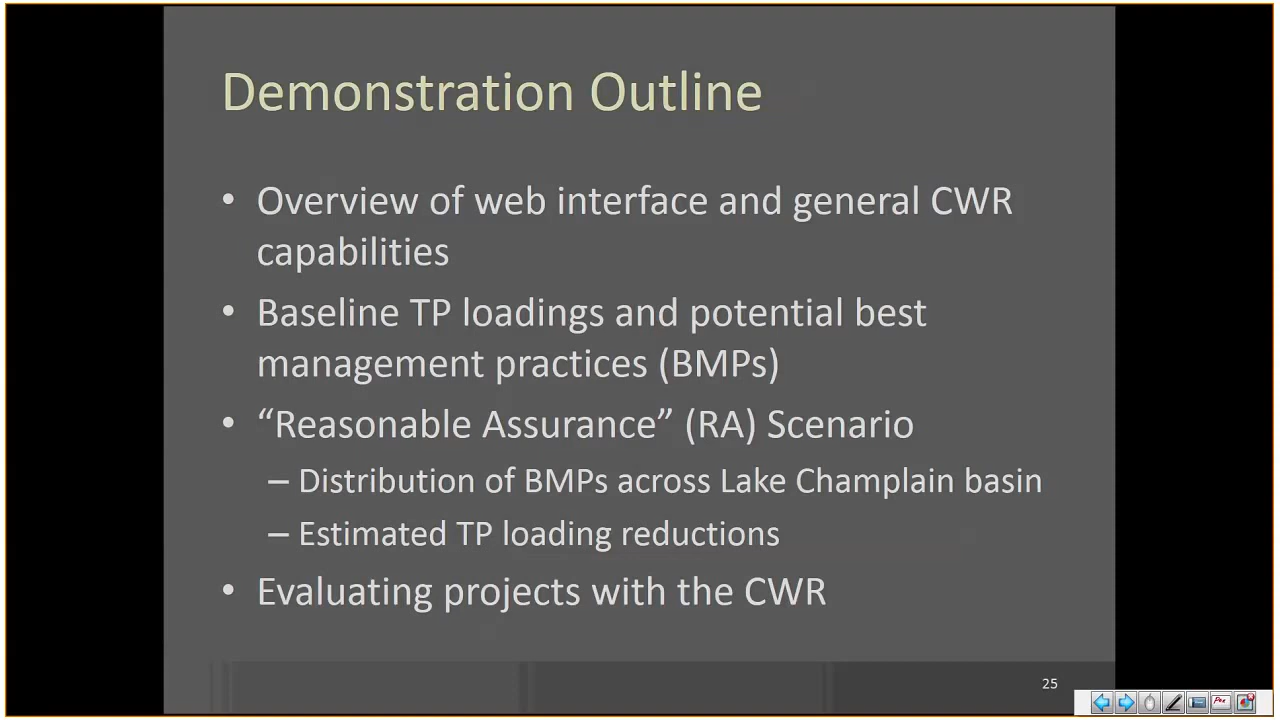 Demonstration Outline
• Overview of web interface and general CWR
capabilities
• Baseline TP loadings and potential best
management practices (BMPs)
• “Reasonable Assurance” (RA) Scenario
– Distribution of BMPs across Lake Champlain basin
– Estimated TP loading reductions
• Evaluating projects with the CWR
25